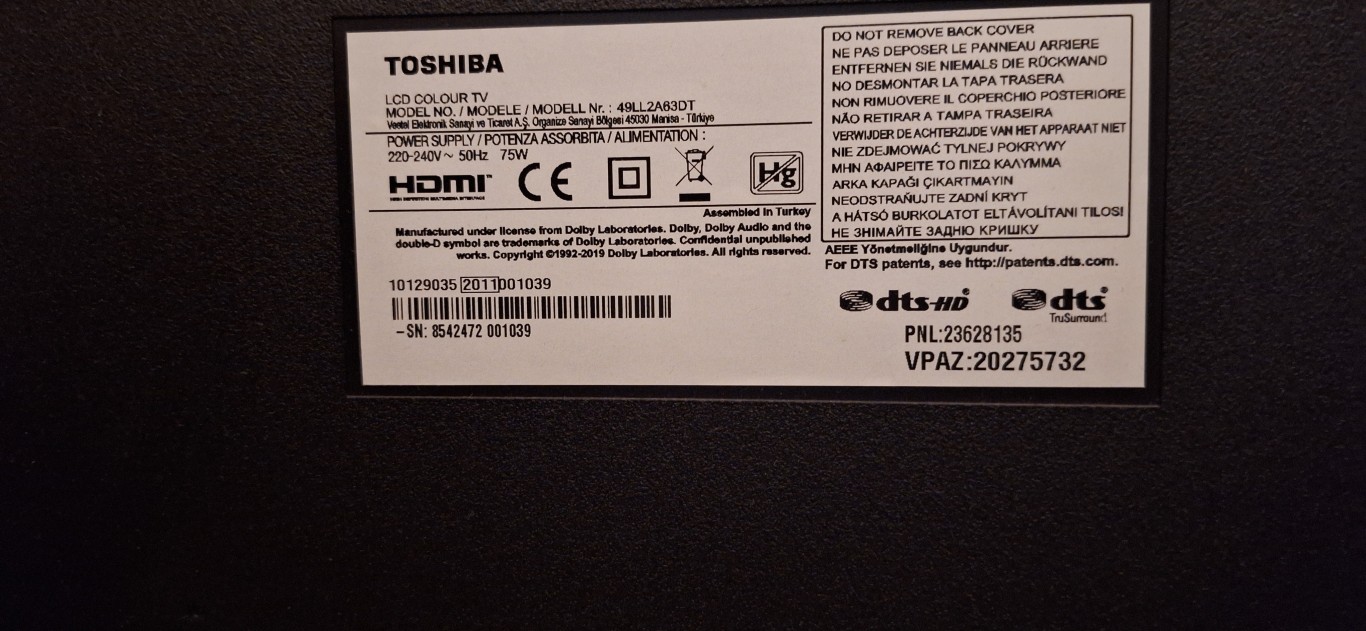 TOSHIBA
LCD COLOUR TV
MODEL NO. / MODELE / MODELL Nr. : 49LL2A63DT
Vestel Elektronik Sanayi ve Ticaret A.Ş. Organize Sanayi Bölgesi 45030 Manisa - Türkiye
POWER SUPPLY / POTENZA ASSORBITA / ALIMENTATION :
220-240V~ 50Hz 75W
HDMI
HIGH DEFINITION MULTIMEDIA INTERFACE
CE
Hg
Assembled in Turkey
Manufactured under license from Dolby Laboratories. Dolby, Dolby Audio and the
double-D symbol are trademarks of Dolby Laboratories. Confidential unpublished
works. Copyright ©1992-2019 Dolby Laboratories. All rights reserved.
10129035 2011001039
-SN: 8542472 001039
DO NOT REMOVE BACK COVER
NE PAS DEPOSER LE PANNEAU ARRIERE
ENTFERNEN SIE NIEMALS DIE RÜCKWAND
NO DESMONTAR LA TAPA TRASERA
NON RIMUOVERE IL COPERCHIO POSTERIORE
NÃO RETIRAR A TAMPA TRASEIRA
VERWIJDER DE ACHTERZIJDE VAN HET APPARAAT NIET
NIE ZDEJMOWAĆ TYLNEJ POKRYWY
ΜΗΝ ΑΦΑΙΡΕΙΤΕ ΤΟ ΠΙΣΩ ΚΑΛΥΜΜΑ
ARKA KAPAĞI ÇIKARTMAYIN
NEODSTRAŇUJTE ZADNÍ KRYT
A HÁTSÓ BURKOLATOT ELTÁVOLÍTANI TILOS!
НЕ ЗНІМАЙТЕ ЗАДНЮ КРИШКУ
AEEE Yönetmeliğine Uygundur.
For DTS patents, see http://patents.dts.com.
dts-HD
dts
TruSurround
PNL:23628135
VPAZ:20275732